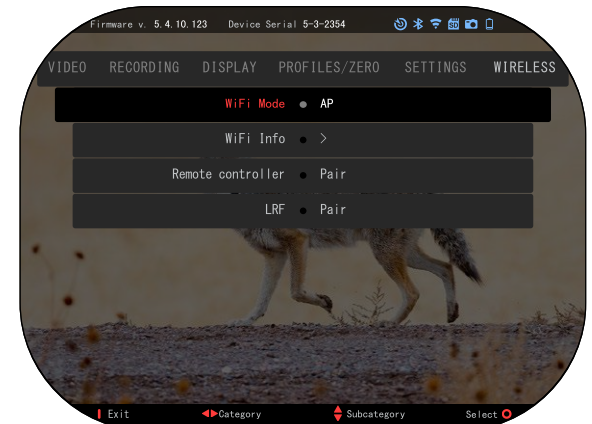 Firmware v. 5.4.10.123 Device Serial 5-3-2354 SD
VIDEO RECORDING DISPLAY PROFILES/ZERO SETTINGS WIRELESS
WiFi Mode AP
WiFi Info >
Remote controller Pair
LRF Pair
Exit Category Subcategory Select